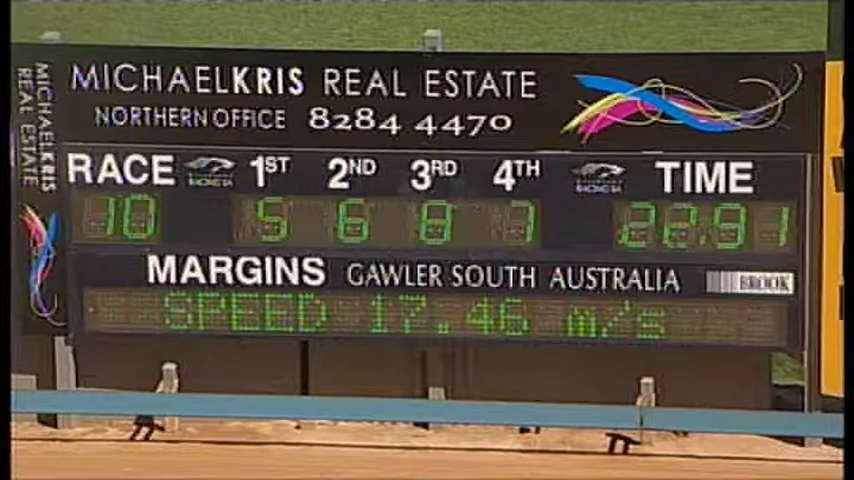 MICHAELKRIS REAL ESTATE
NORTHERN OFFICE 8284 4470
MICHAELKRIS
REAL ESTATE
RACE 1ST 2ND 3RD 4TH TIME
10 5 6 8 7 22.91
MARGINS GAWLER SOUTH AUSTRALIA BROOK
SPEED 17.46 m/s